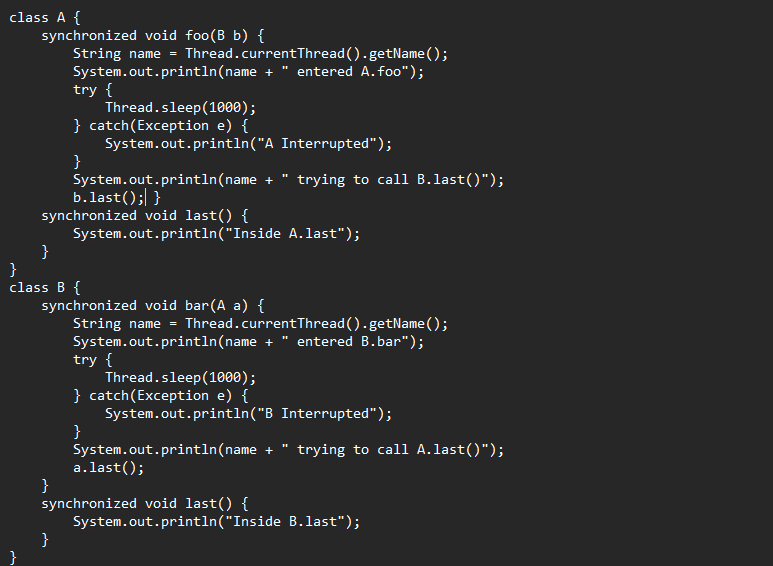 class A {
    synchronized void foo(B b) {
        String name = Thread.currentThread().getName();
        System.out.println(name + " entered A.foo");
        try {
            Thread.sleep(1000);
        } catch(Exception e) {
            System.out.println("A Interrupted");
        }
        System.out.println(name + " trying to call B.last()");
        b.last(); }
    synchronized void last() {
        System.out.println("Inside A.last");
    }
}
class B {
    synchronized void bar(A a) {
        String name = Thread.currentThread().getName();
        System.out.println(name + " entered B.bar");
        try {
            Thread.sleep(1000);
        } catch(Exception e) {
            System.out.println("B Interrupted");
        }
        System.out.println(name + " trying to call A.last()");
        a.last();
    }
    synchronized void last() {
        System.out.println("Inside B.last");
    }
}